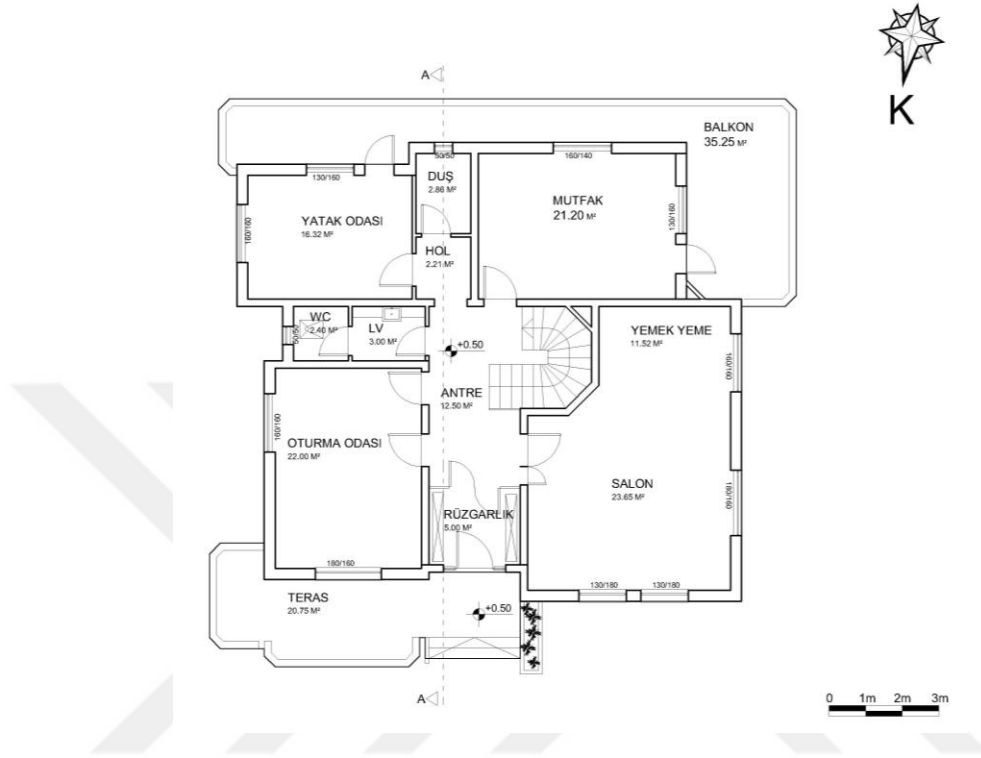 K
A
BALKON
35.25 M²
50/50
130/160
160/140
DUŞ
2.86 M²
MUTFAK
21.20 M²
YATAK ODASI
16.32 M²
160/160
130/160
HOL
2.21 M²
WC
2.40 M²
LV
3.00 M²
50/50
+0.50
YEMEK YEME
11.52 M²
160/160
ANTRE
12.50 M²
160/160
OTURMA ODASI
22.00 M²
SALON
23.65 M²
180/160
RÜZGARLIK
5.00 M²
180/160
130/180
130/180
TERAS
20.75 M²
+0.50
A
0 1m 2m 3m